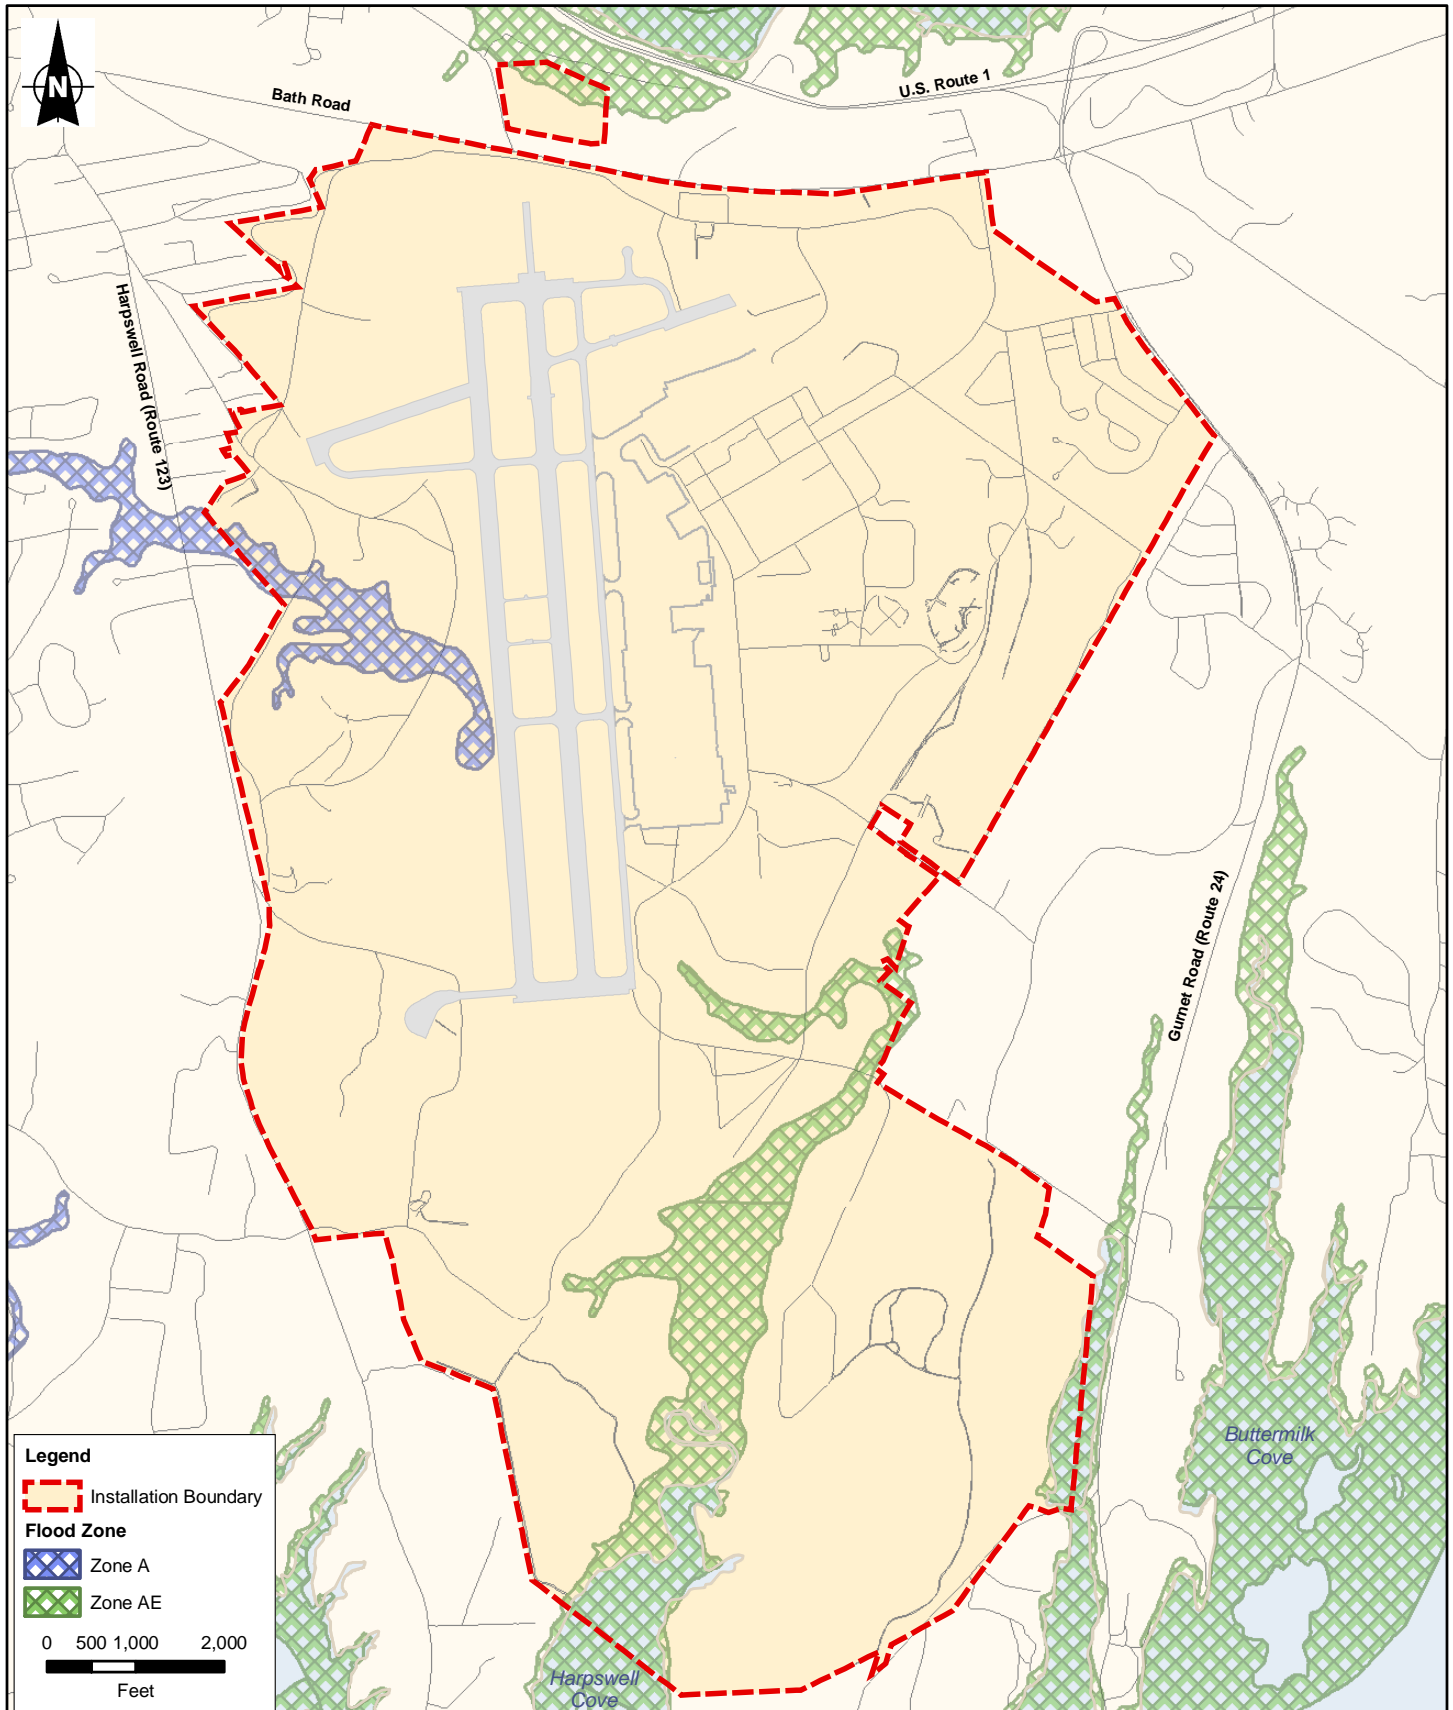 N
Bath Road
U.S. Route 1
Harpswell Road (Route 123)
Gurnet Road (Route 24)
Buttermilk
Cove
Harpswell
Cove
Legend
Installation Boundary
Flood Zone
Zone A
Zone AE
0 500 1,000 2,000
Feet